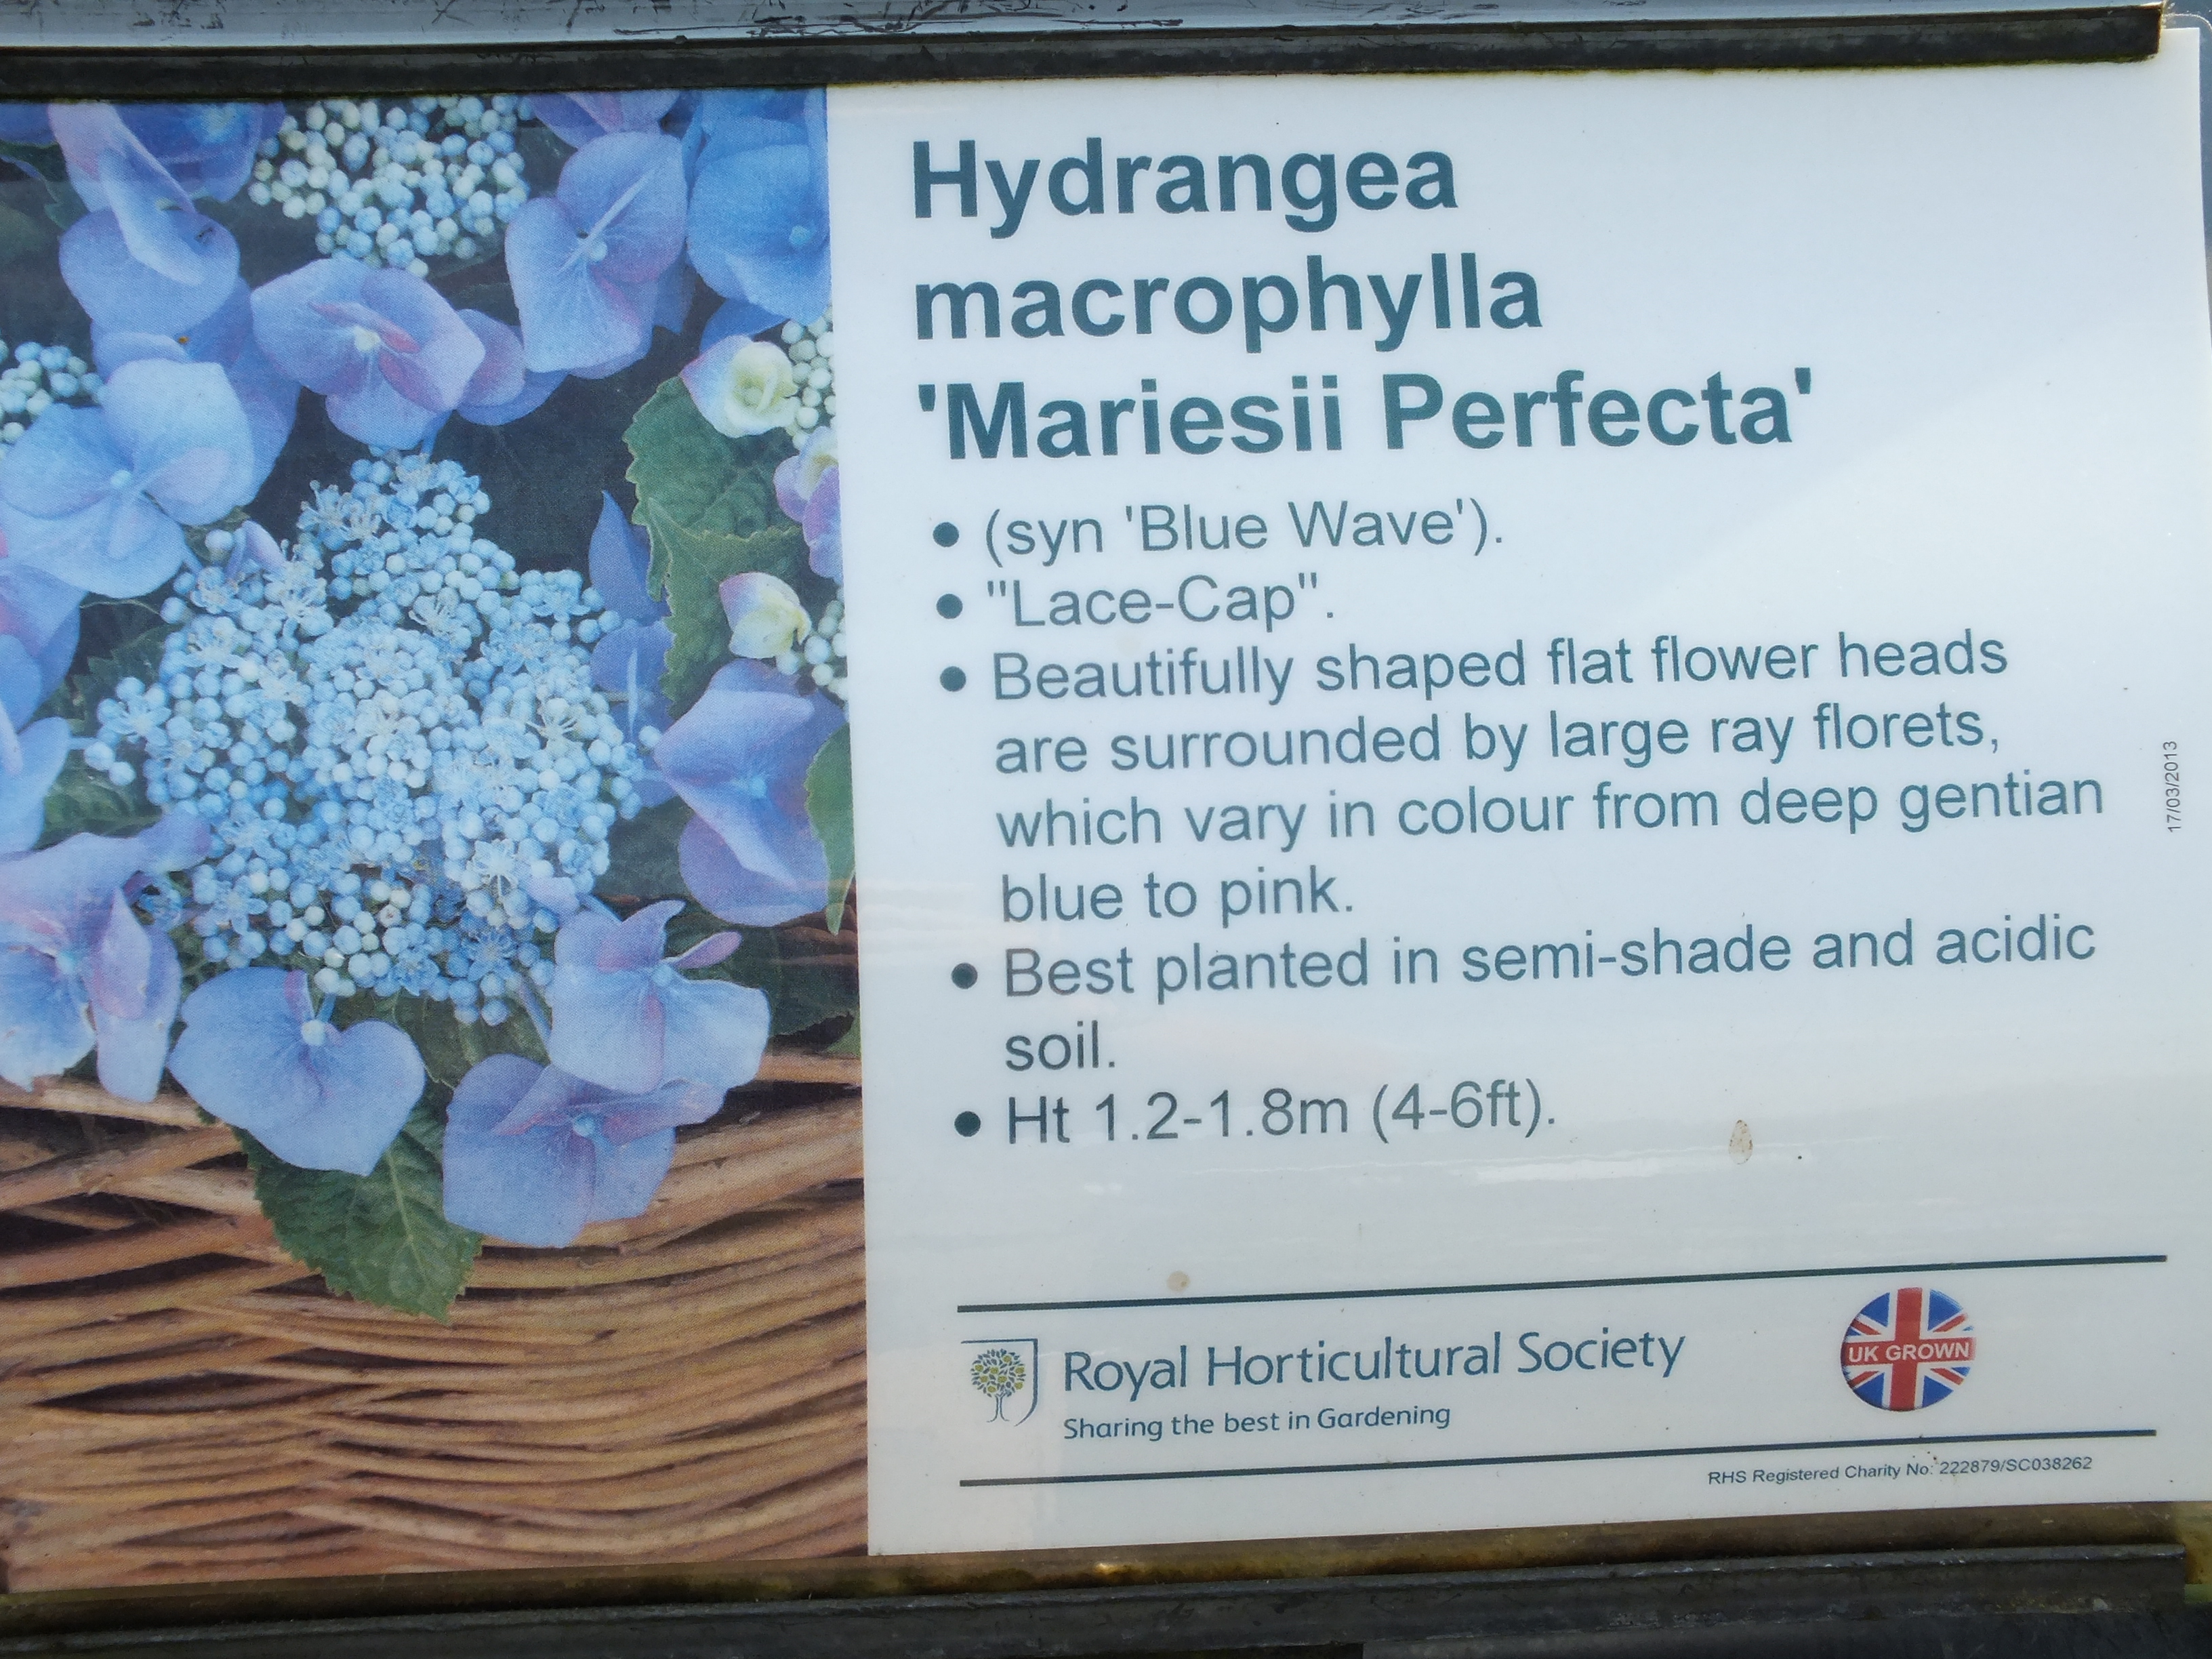 Hydrangea
macrophylla
'Mariesii Perfecta'
• (syn 'Blue Wave').
• "Lace-Cap".
• Beautifully shaped flat flower heads
are surrounded by large ray florets,
which vary in colour from deep gentian
blue to pink.
• Best planted in semi-shade and acidic
soil.
• Ht 1.2-1.8m (4-6ft).
17/03/2013
Royal Horticultural Society
Sharing the best in Gardening
UK GROWN
RHS Registered Charity No: 222879/SC038262